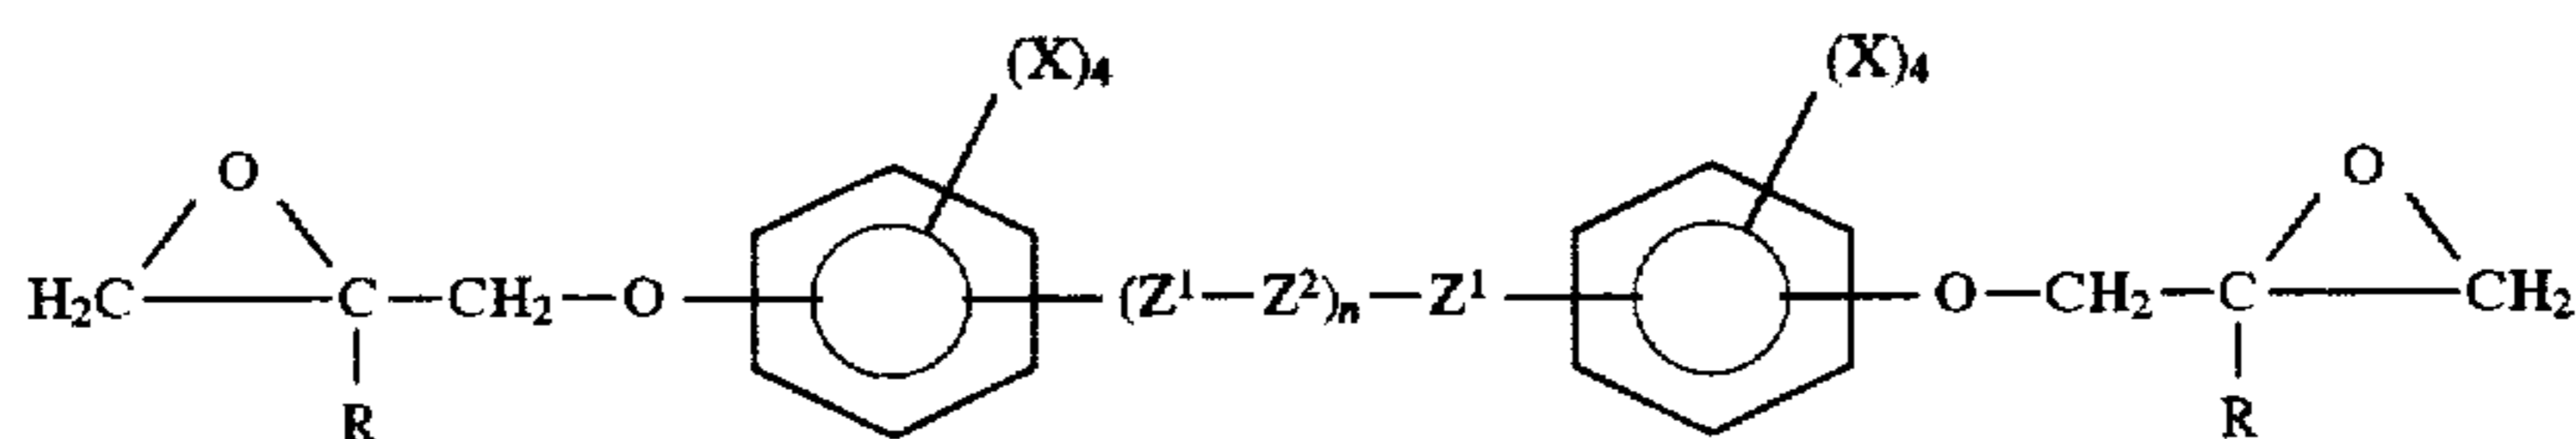 (X)₄ (X)₄
O O
H₂C C—CH₂—O (Z¹—Z²)ₙ—Z¹ O—CH₂—C CH₂
R R